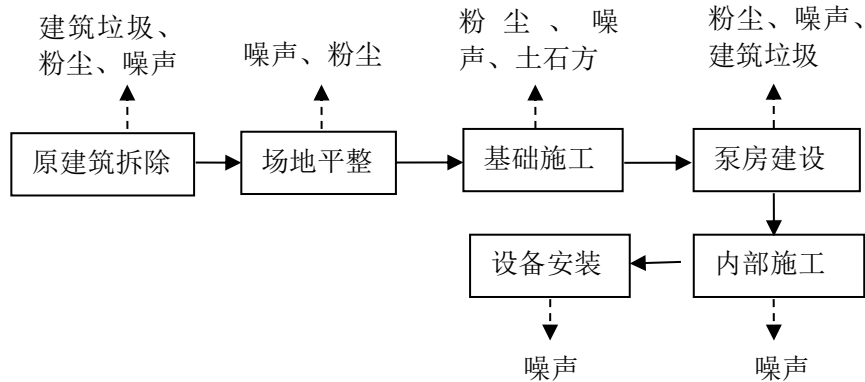 建筑垃圾、
粉尘、噪声
噪声、粉尘
粉尘、噪
声、土石方
粉尘、噪声、
建筑垃圾
原建筑拆除
场地平整
基础施工
泵房建设
设备安装
内部施工
噪声
噪声